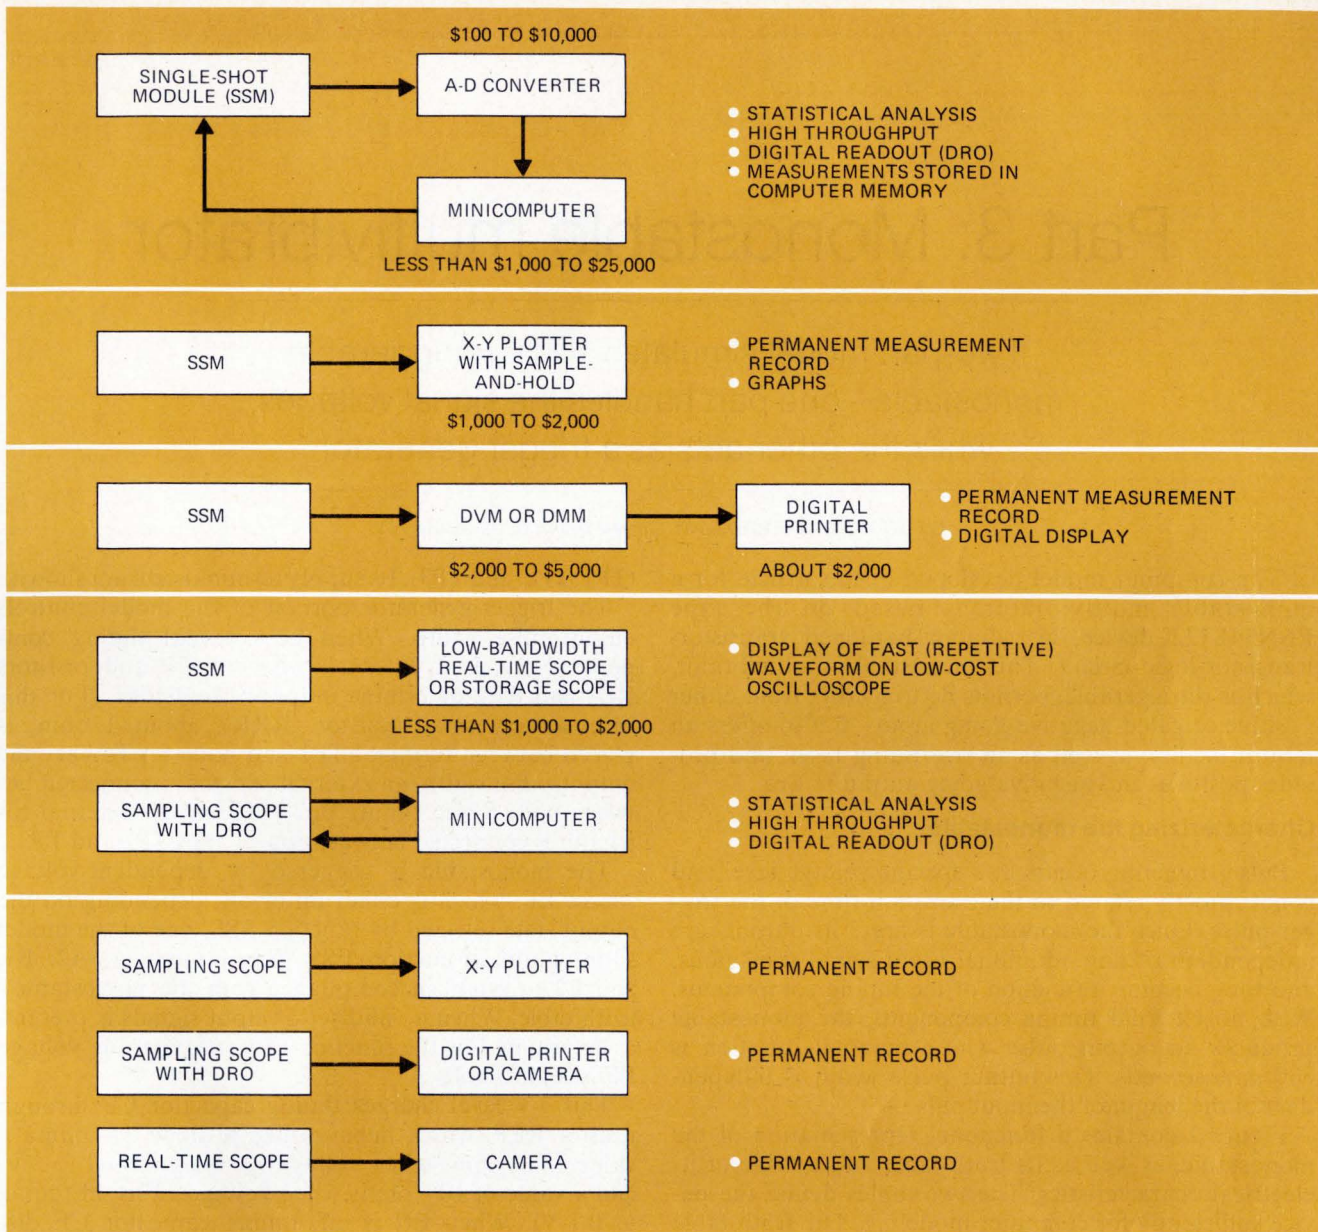 $100 TO $10,000
SINGLE-SHOT
MODULE (SSM)
A-D CONVERTER
MINICOMPUTER
LESS THAN $1,000 TO $25,000
STATISTICAL ANALYSIS
HIGH THROUGHPUT
DIGITAL READOUT (DRO)
MEASUREMENTS STORED IN
COMPUTER MEMORY
SSM
X-Y PLOTTER
WITH SAMPLE-
AND-HOLD
$1,000 TO $2,000
PERMANENT MEASUREMENT
RECORD
GRAPHS
SSM
DVM OR DMM
$2,000 TO $5,000
DIGITAL
PRINTER
ABOUT $2,000
PERMANENT MEASUREMENT
RECORD
DIGITAL DISPLAY
SSM
LOW-BANDWIDTH
REAL-TIME SCOPE
OR STORAGE SCOPE
LESS THAN $1,000 TO $2,000
DISPLAY OF FAST (REPETITIVE)
WAVEFORM ON LOW-COST
OSCILLOSCOPE
SAMPLING SCOPE
WITH DRO
MINICOMPUTER
STATISTICAL ANALYSIS
HIGH THROUGHPUT
DIGITAL READOUT (DRO)
SAMPLING SCOPE
X-Y PLOTTER
PERMANENT RECORD
SAMPLING SCOPE
WITH DRO
DIGITAL PRINTER
OR CAMERA
PERMANENT RECORD
REAL-TIME SCOPE
CAMERA
PERMANENT RECORD